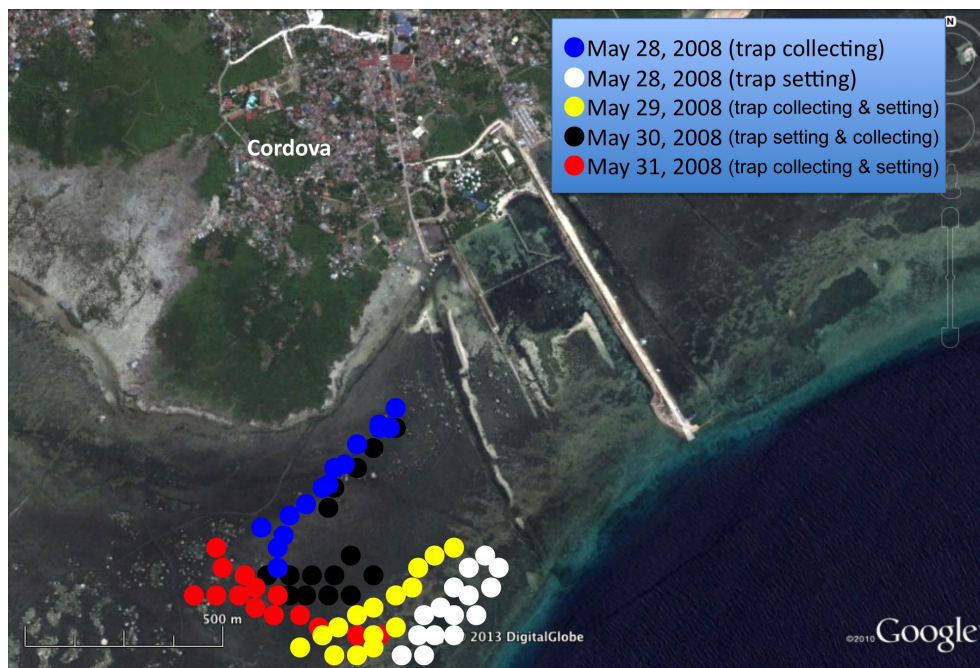 N
May 28, 2008 (trap collecting)
May 28, 2008 (trap setting)
May 29, 2008 (trap collecting & setting)
May 30, 2008 (trap setting & collecting)
May 31, 2008 (trap collecting & setting)
Cordova
500 m
2013 DigitalGlobe
©2010 Google